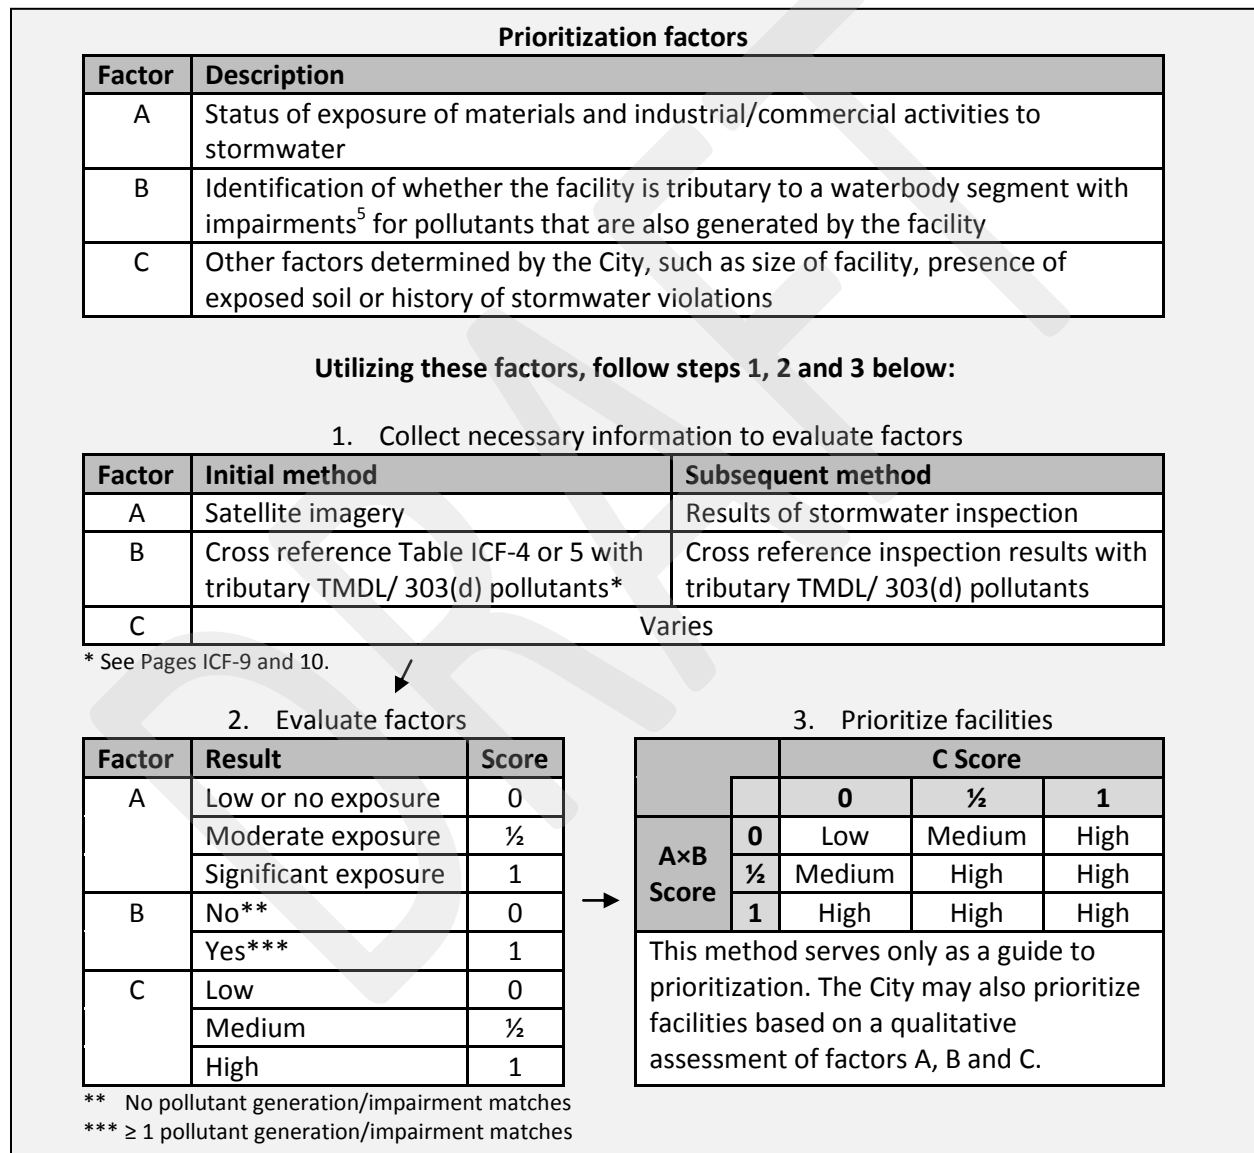 Prioritization factors
Factor Description
A Status of exposure of materials and industrial/commercial activities to
stormwater
B Identification of whether the facility is tributary to a waterbody segment with
impairments5 for pollutants that are also generated by the facility
C Other factors determined by the City, such as size of facility, presence of
exposed soil or history of stormwater violations
Utilizing these factors, follow steps 1, 2 and 3 below:
1. Collect necessary information to evaluate factors
Factor Initial method Subsequent method
A Satellite imagery Results of stormwater inspection
B Cross reference Table ICF-4 or 5 with Cross reference inspection results with
tributary TMDL/ 303(d) pollutants* tributary TMDL/ 303(d) pollutants
C Varies
* See Pages ICF-9 and 10.
2. Evaluate factors
Factor Result Score
A Low or no exposure 0
Moderate exposure ½
Significant exposure 1
B No** 0
Yes*** 1
C Low 0
Medium ½
High 1
** No pollutant generation/impairment matches
*** ≥ 1 pollutant generation/impairment matches
3. Prioritize facilities
C Score
0 ½ 1
A×B Score
0 Low Medium High
½ Medium High High
1 High High High
This method serves only as a guide to
prioritization. The City may also prioritize
facilities based on a qualitative
assessment of factors A, B and C.
DRAFT